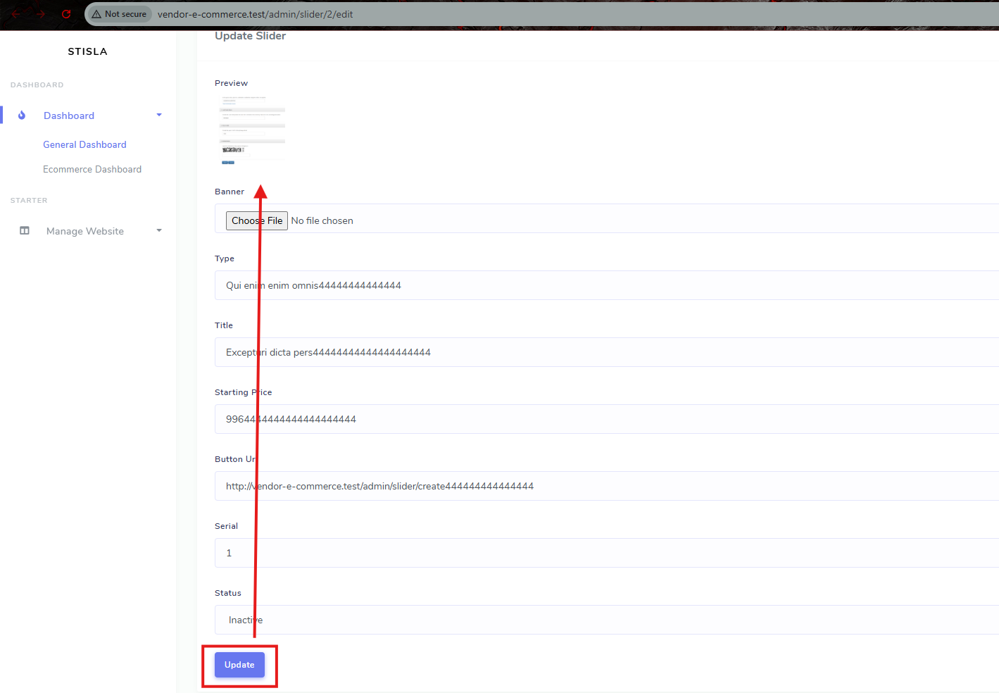 Not secure vendor-e-commerce.test/admin/slider/2/edit
Update Slider
STISLA
DASHBOARD
Dashboard
General Dashboard
Ecommerce Dashboard
STARTER
Manage Website
Preview
Banner
Choose File No file chosen
Type
Qui enim enim omnis44444444444444
Title
Excepturi dicta pers44444444444444444444
Starting Price
9964444444444444444444
Button Url
http://vendor-e-commerce.test/admin/slider/create444444444444444
Serial
1
Status
Inactive
Update